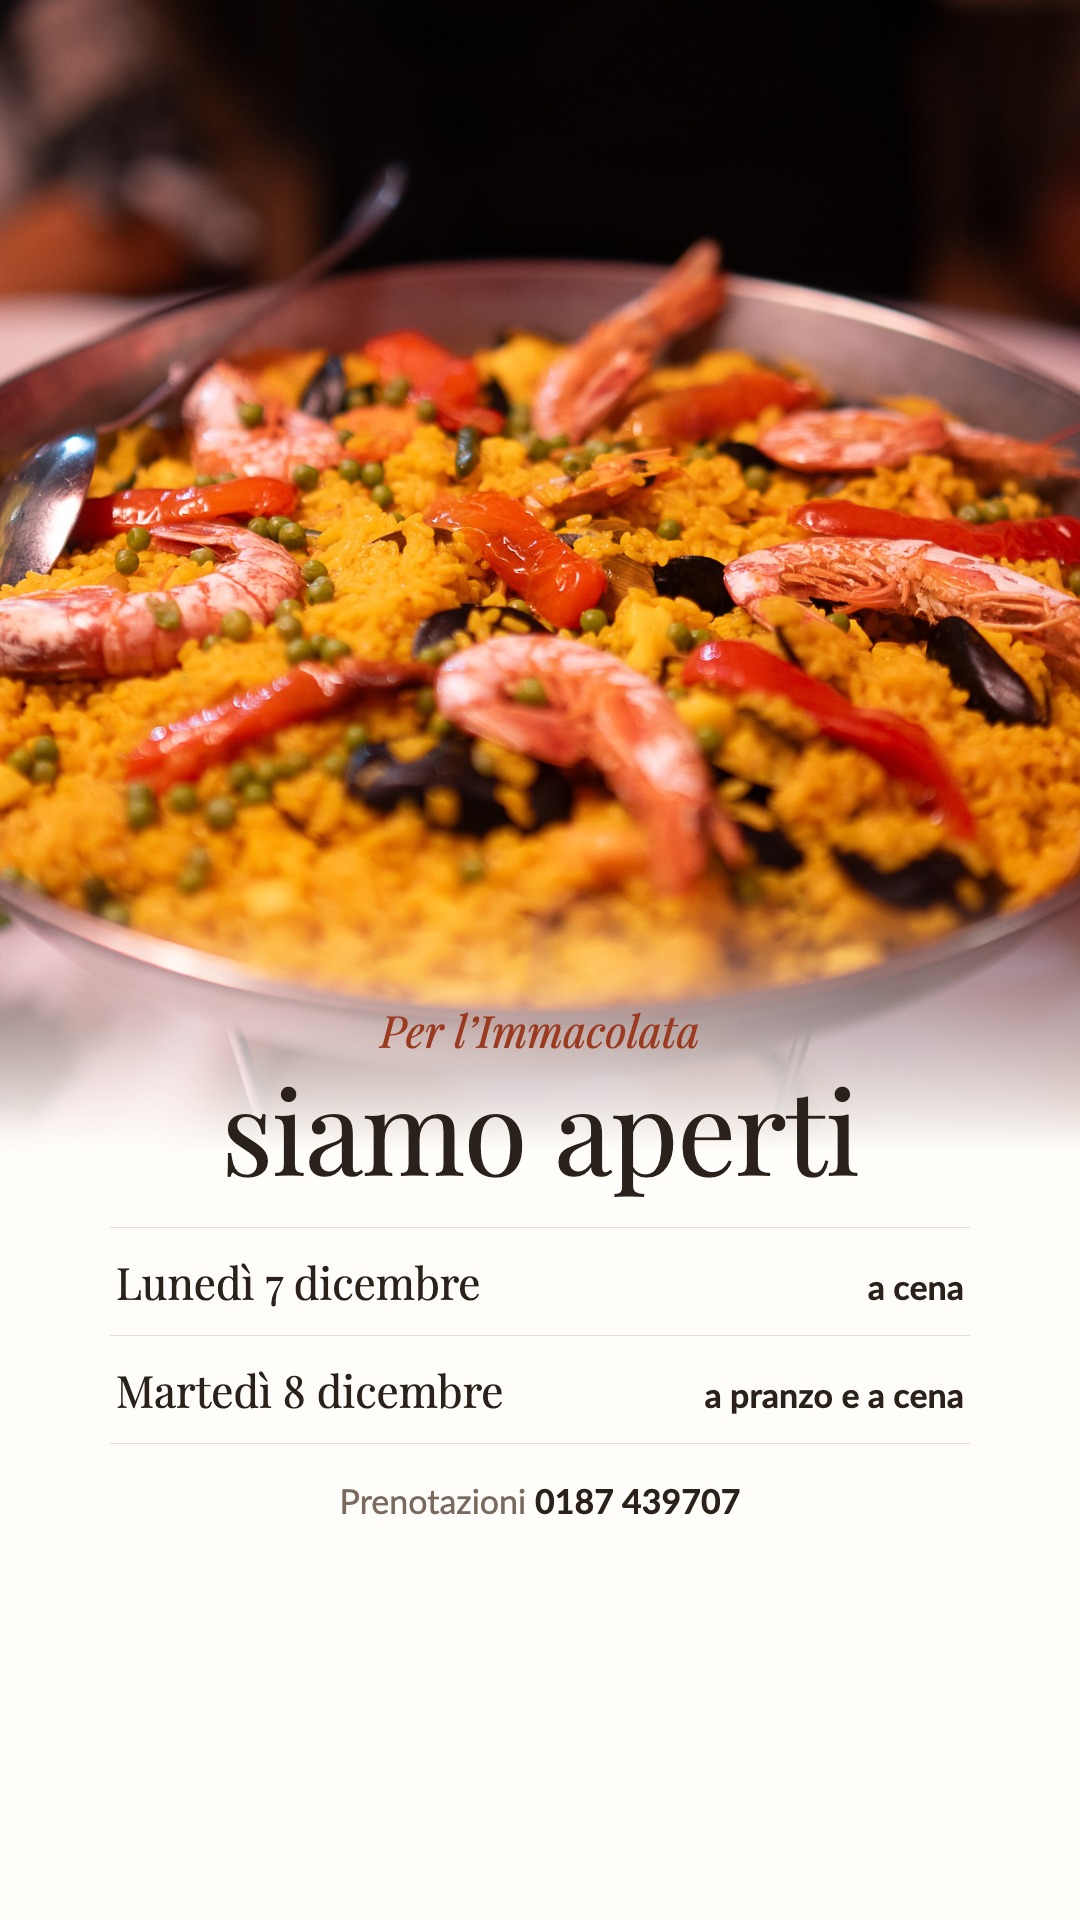 Per l’Immacolata
siamo aperti
Lunedì 7 dicembre a cena
Martedì 8 dicembre a pranzo e a cena
Prenotazioni 0187 439707